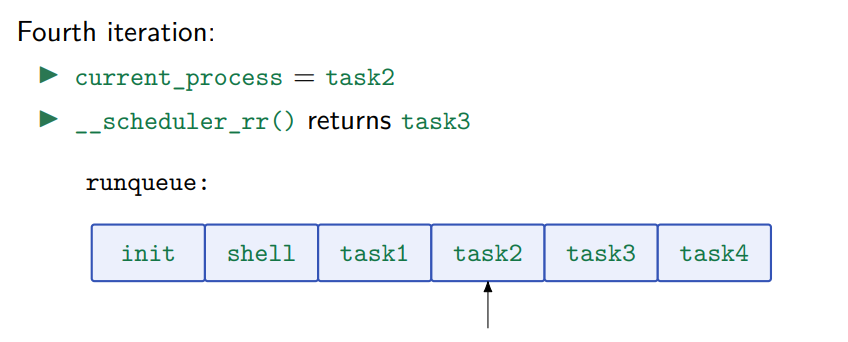 Fourth iteration:
▶ current_process = task2
▶ __scheduler_rr() returns task3
runqueue:
init shell task1 task2 task3 task4